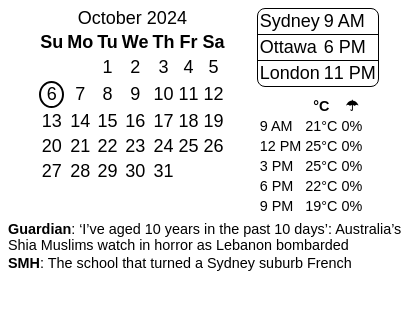 October 2024
Su Mo Tu We Th Fr Sa
1 2 3 4 5
6 7 8 9 10 11 12
13 14 15 16 17 18 19
20 21 22 23 24 25 26
27 28 29 30 31
Sydney 9 AM
Ottawa 6 PM
London 11 PM
°C ☂
9 AM 21°C 0%
12 PM 25°C 0%
3 PM 25°C 0%
6 PM 22°C 0%
9 PM 19°C 0%
Guardian: ‘I’ve aged 10 years in the past 10 days’: Australia’s
Shia Muslims watch in horror as Lebanon bombarded
SMH: The school that turned a Sydney suburb French